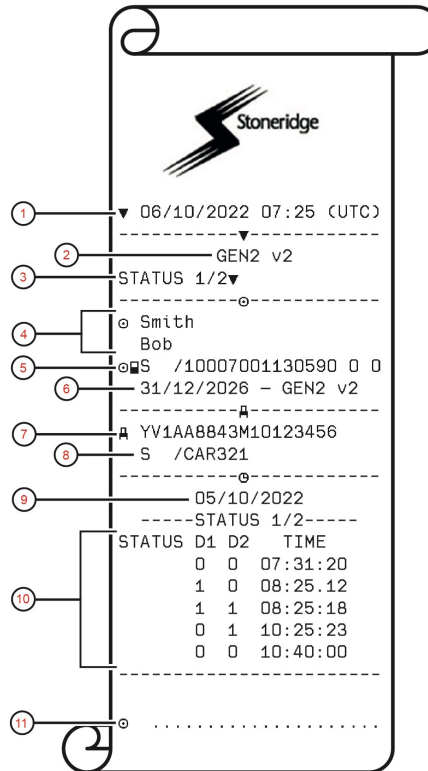 Stoneridge
1 ▼ 06/10/2022 07:25 (UTC)
-----------▼-----------
2 GEN2 v2
3 STATUS 1/2▼
4 Smith
Bob
5 S /10007001130590 0 0
6 31/12/2026 - GEN2 v2
7 YV1AA8843M10123456
8 S /CAR321
9 05/10/2022
-----STATUS 1/2-----
10 STATUS D1 D2 TIME
0 0 07:31:20
1 0 08:25.12
1 1 08:25:18
0 1 10:25:23
0 0 10:40:00
11 ......................